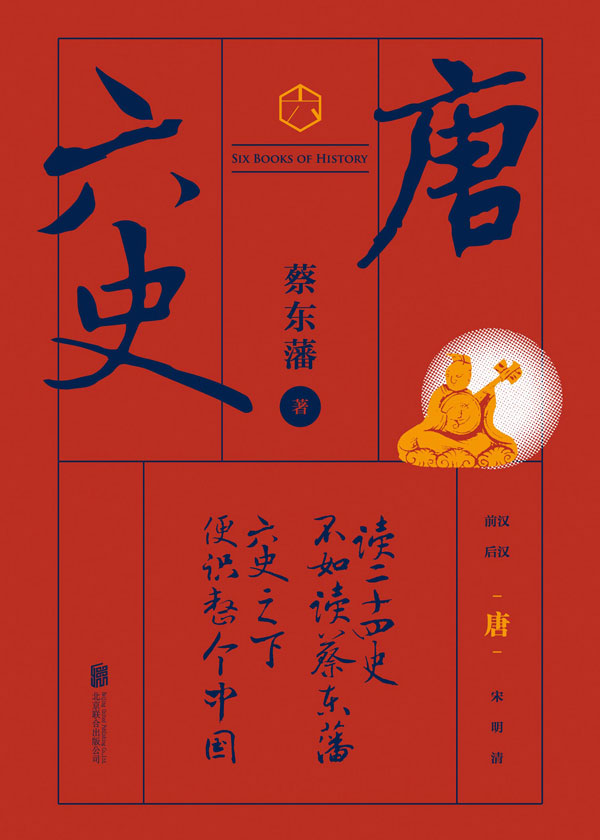 唐
六史
SIX BOOKS OF HISTORY
蔡东藩
著
读二十四史
不如读蔡东藩
六史之下
便识整个中国
前汉
后汉
唐
宋
明
清
北京联合出版公司
Beijing United Publishing Co.,Ltd.